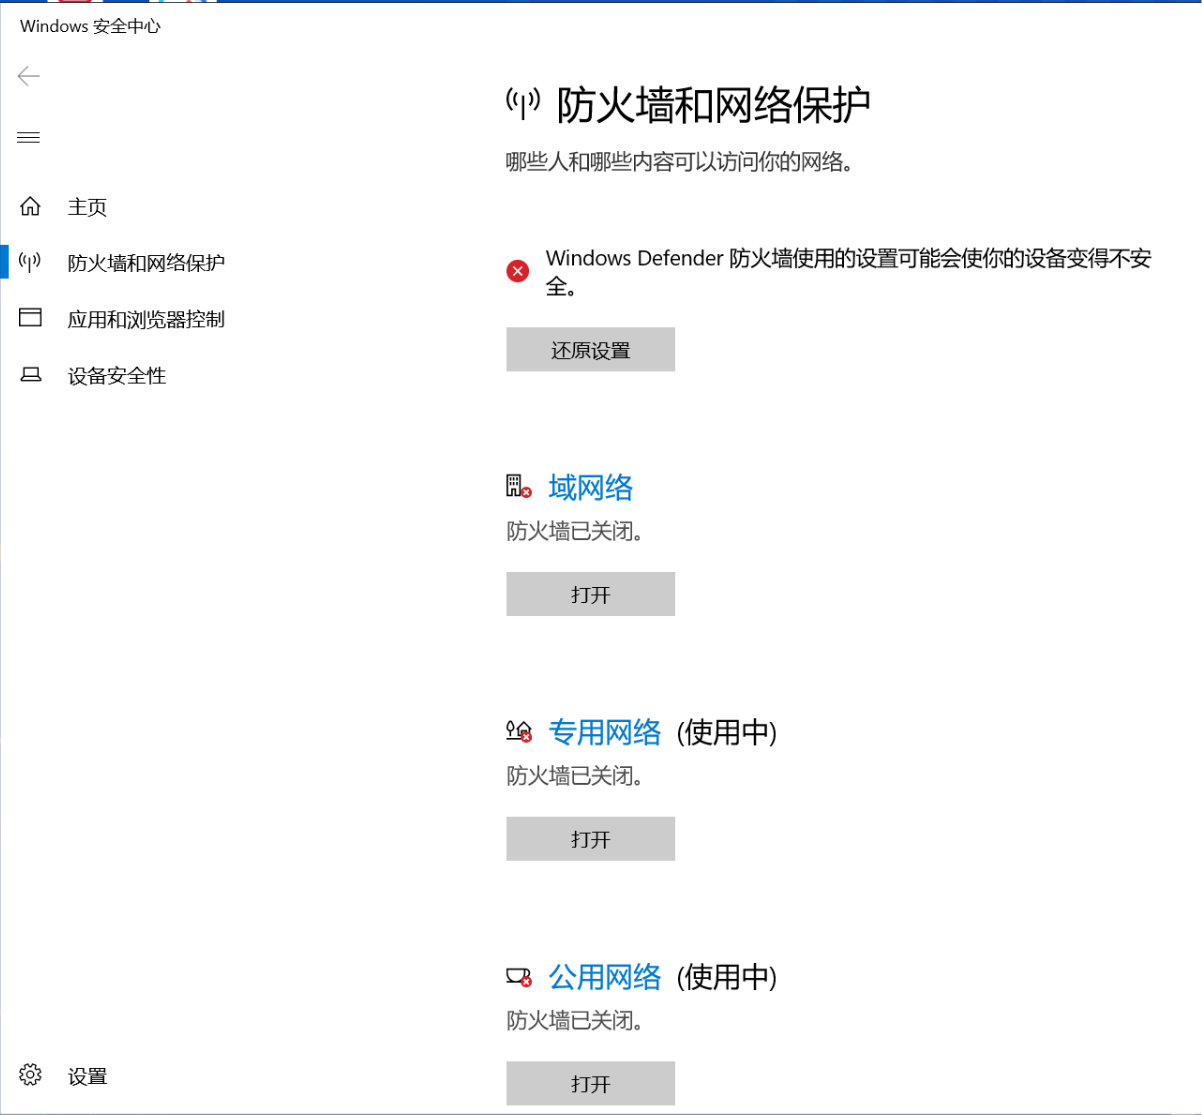 Windows 安全中心
主页
防火墙和网络保护
应用和浏览器控制
设备安全性
设置
防火墙和网络保护
哪些人和哪些内容可以访问你的网络。
Windows Defender 防火墙使用的设置可能会使你的设备变得不安
全。
还原设置
域网络
防火墙已关闭。
打开
专用网络 (使用中)
防火墙已关闭。
打开
公用网络 (使用中)
防火墙已关闭。
打开